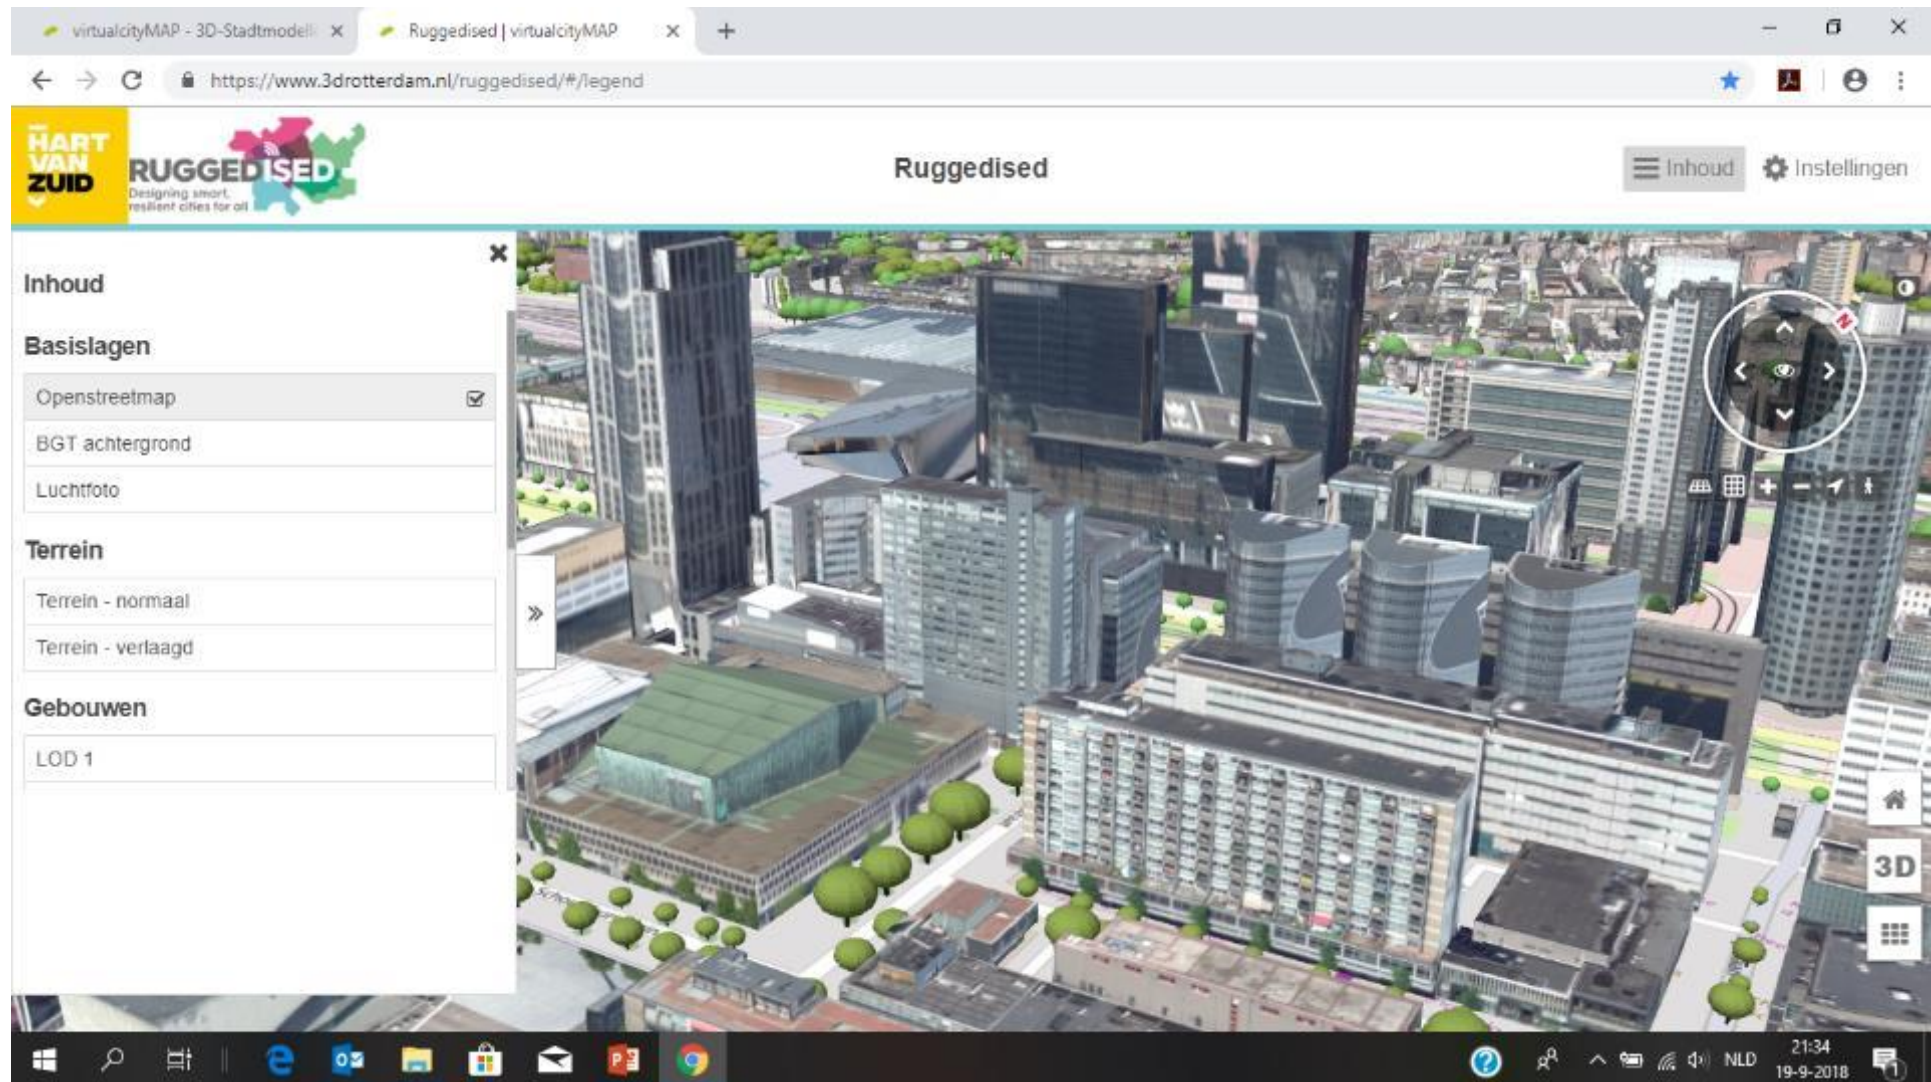 virtualcityMAP - 3D-Stadtmodell
Ruggedised | virtualcityMAP
https://www.3drotterdam.nl/ruggedised/#/legend
HART
VAN
ZUID
RUGGEDISED
Designing smart,
resilient cities for all
Ruggedised
Inhoud
Instellingen
Inhoud
Basislagen
Openstreetmap
BGT achtergrond
Luchtfoto
Terrein
Terrein - normaal
Terrein - verlaagd
Gebouwen
LOD 1
N
3D
NLD
21:34
19-9-2018
1